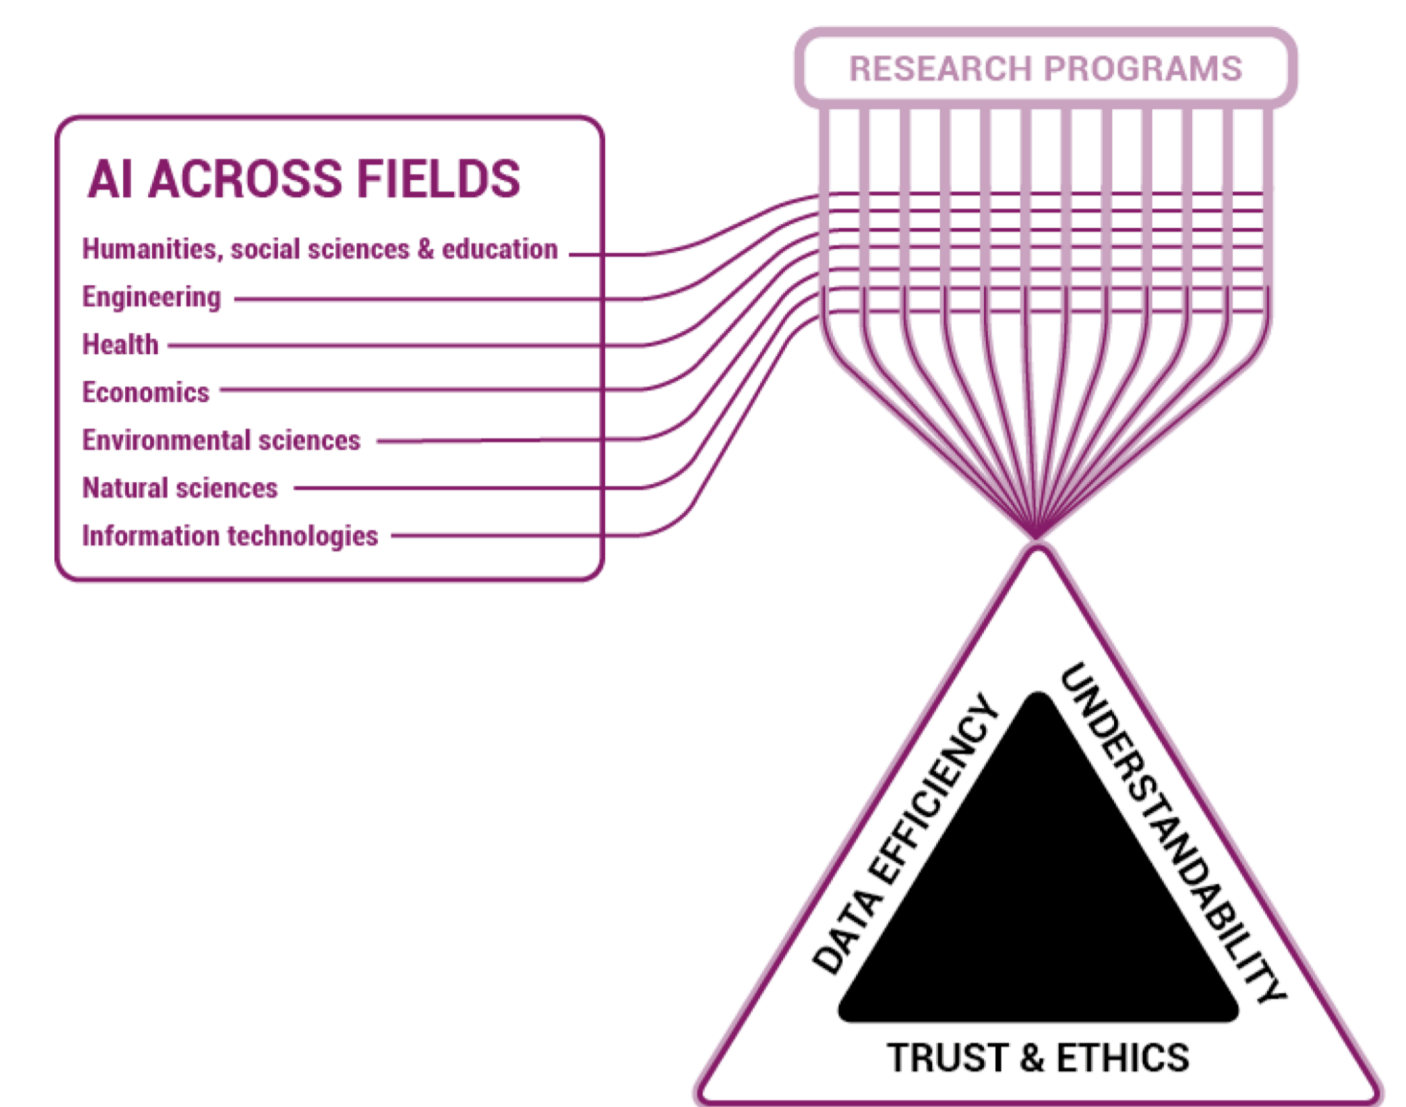 RESEARCH PROGRAMS
AI ACROSS FIELDS
Humanities, social sciences & education
Engineering
Health
Economics
Environmental sciences
Natural sciences
Information technologies
DATA EFFICIENCY
UNDERSTANDABILITY
TRUST & ETHICS